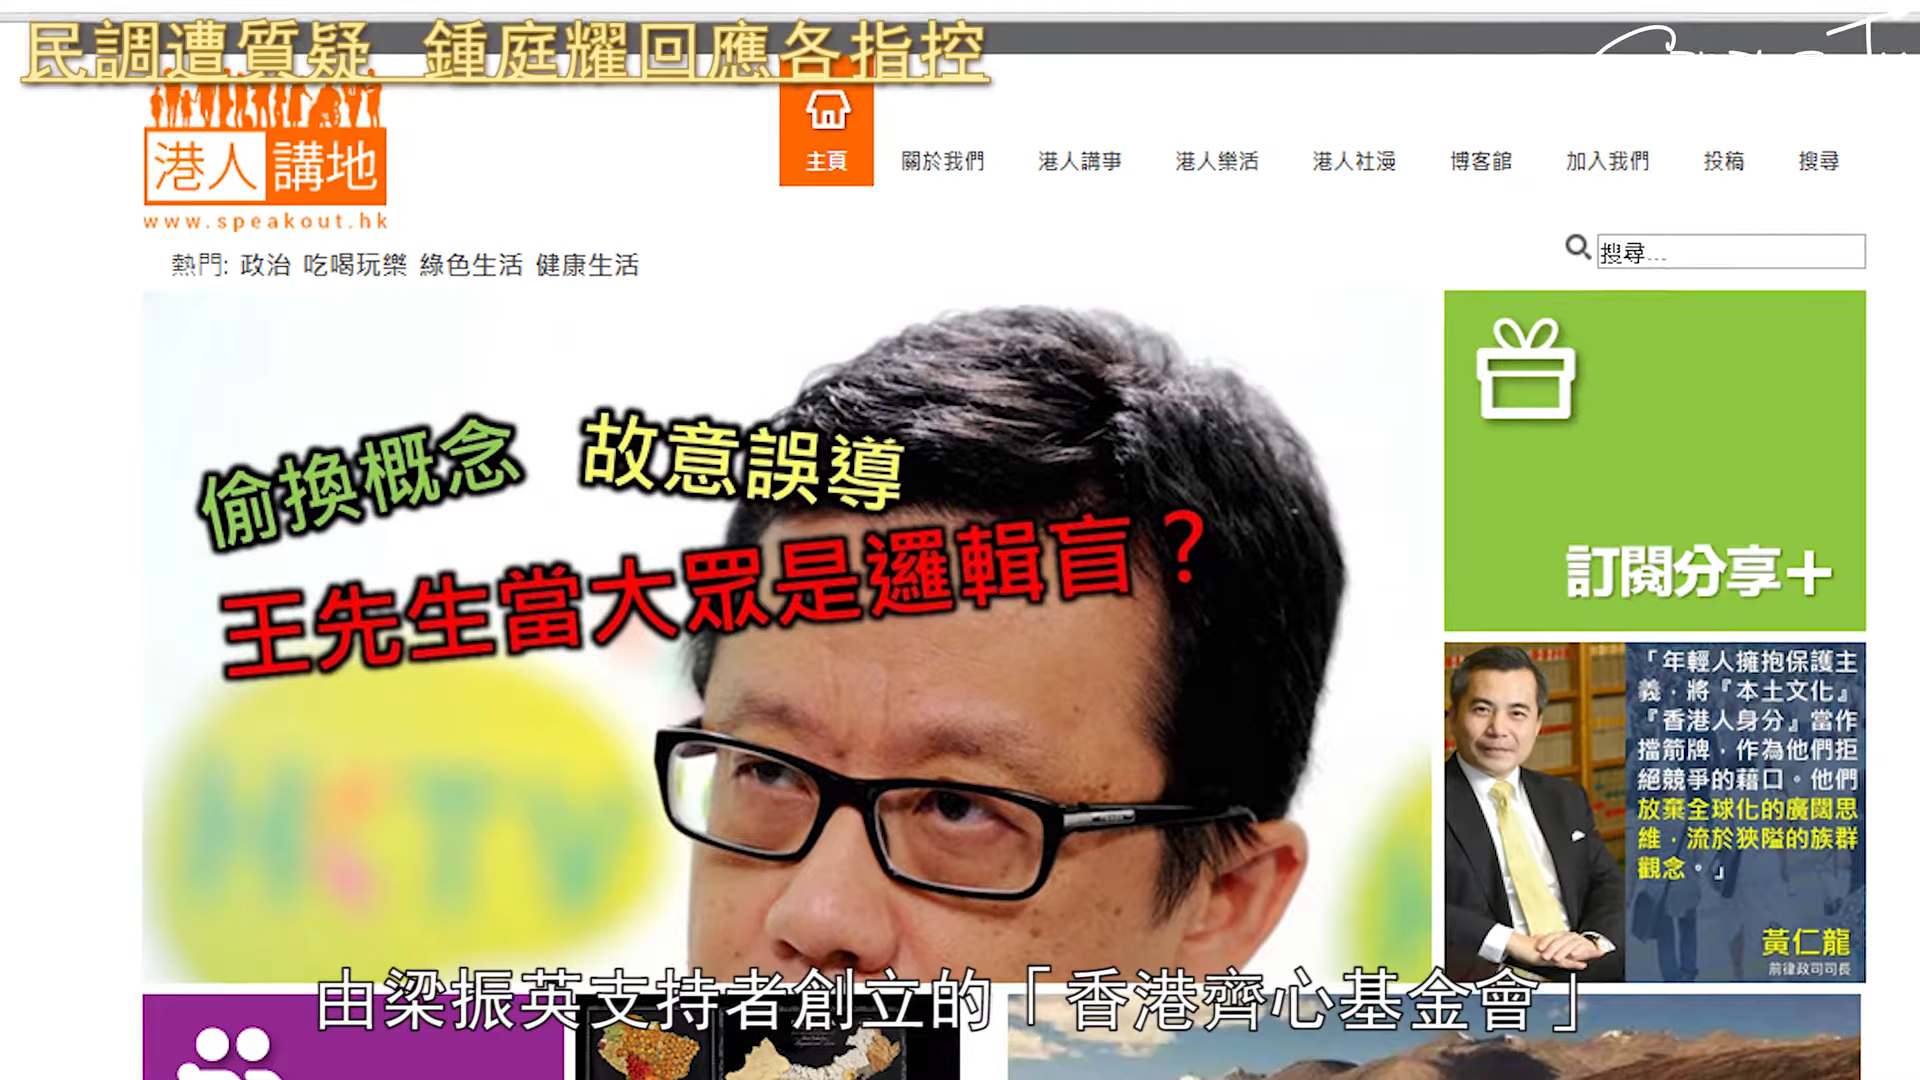 民調遭質疑 鍾庭耀回應各指控
港人講地
www.speakout.hk
主頁 關於我們 港人講事 港人樂活 港人社漫 博客館 加入我們 投稿 搜尋
熱門: 政治 吃喝玩樂 綠色生活 健康生活
搜尋...
偷換概念 故意誤導
王先生當大眾是邏輯盲？
HKTV
訂閱分享+
「年輕人擁抱保護主
義，將『本土文化』
『香港人身分』當作
擋箭牌，作為他們拒
絕競爭的藉口。他們
放棄全球化的廣闊思
維，流於狹隘的族群
觀念。」
黃仁龍
前律政司司長
由梁振英支持者創立的「香港齊心基金會」